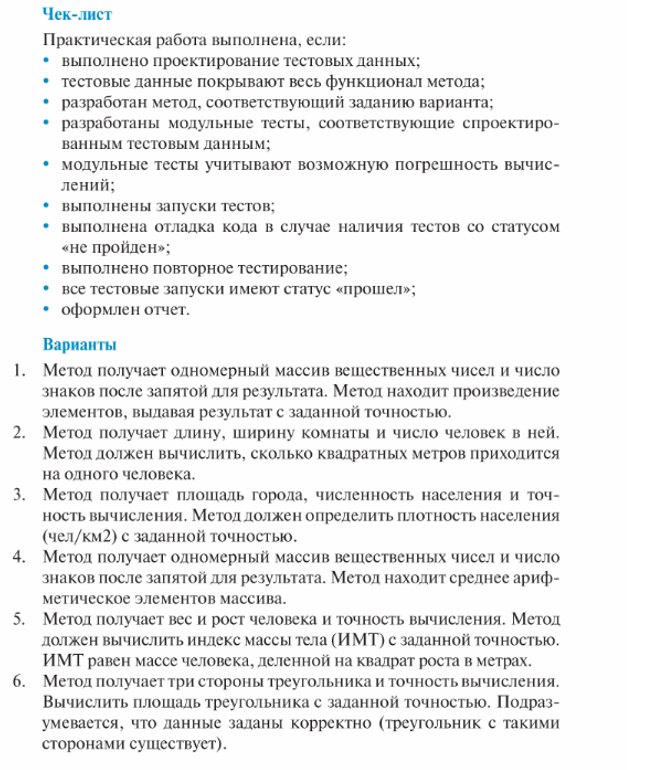 Чек-лист
Практическая работа выполнена, если:
• выполнено проектирование тестовых данных;
• тестовые данные покрывают весь функционал метода;
• разработан метод, соответствующий заданию варианта;
• разработаны модульные тесты, соответствующие спроектиро-
ванным тестовым данным;
• модульные тесты учитывают возможную погрешность вычис-
лений;
• выполнены запуски тестов;
• выполнена отладка кода в случае наличия тестов со статусом
«не пройден»;
• выполнено повторное тестирование;
• все тестовые запуски имеют статус «прошел»;
• оформлен отчет.
Варианты
1. Метод получает одномерный массив вещественных чисел и число
знаков после запятой для результата. Метод находит произведение
элементов, выдавая результат с заданной точностью.
2. Метод получает длину, ширину комнаты и число человек в ней.
Метод должен вычислить, сколько квадратных метров приходится
на одного человека.
3. Метод получает площадь города, численность населения и точ-
ность вычисления. Метод должен определить плотность населения
(чел/км2) с заданной точностью.
4. Метод получает одномерный массив вещественных чисел и число
знаков после запятой для результата. Метод находит среднее ариф-
метическое элементов массива.
5. Метод получает вес и рост человека и точность вычисления. Метод
должен вычислить индекс массы тела (ИМТ) с заданной точностью.
ИМТ равен массе человека, деленной на квадрат роста в метрах.
6. Метод получает три стороны треугольника и точность вычисления.
Вычислить площадь треугольника с заданной точностью. Подраз-
умевается, что данные заданы корректно (треугольник с такими
сторонами существует).